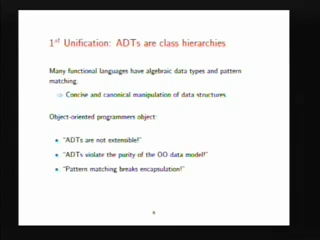 1st Unification: ADTs are class hierarchies
Many functional languages have algebraic data types and pattern
matching.
⇒ Concise and canonical manipulation of data structures
Object-oriented programmers object:
• "ADTs are not extensible!"
• "ADTs violate the purity of the OO data model!"
• "Pattern matching breaks encapsulation!"